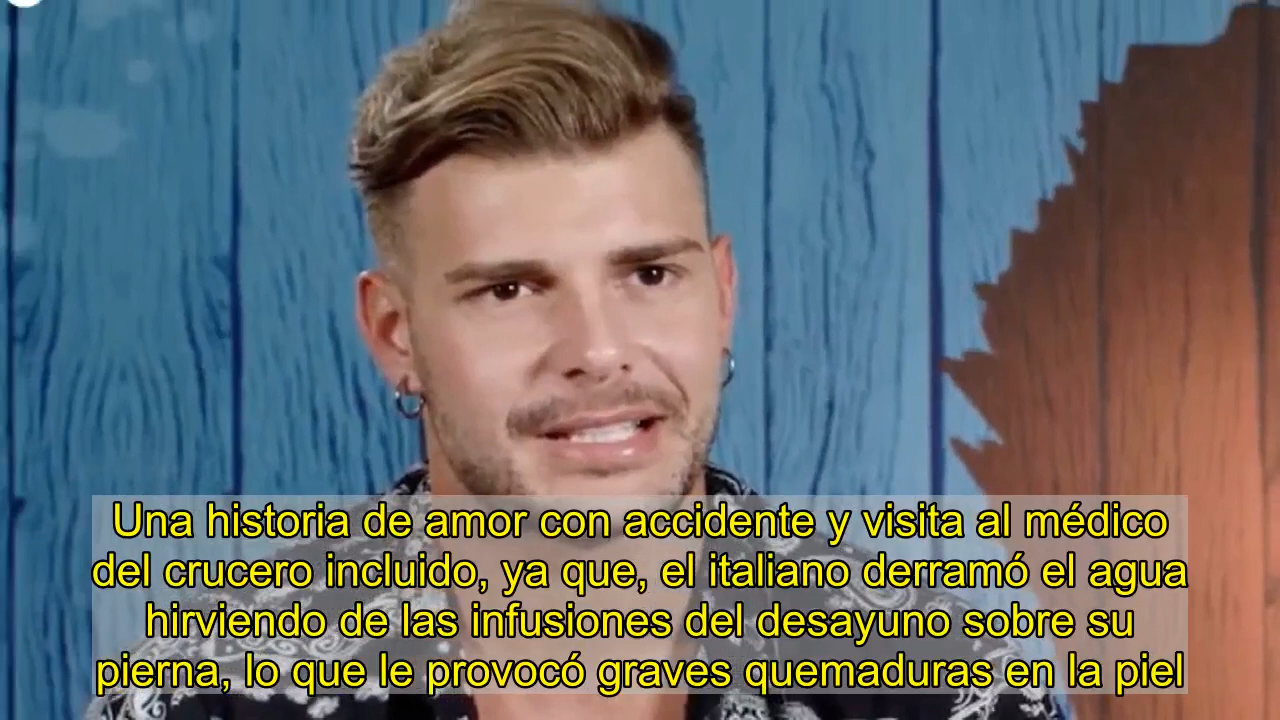 Una historia de amor con accidente y visita al médico
del crucero incluido, ya que, el italiano derramó el agua
hirviendo de las infusiones del desayuno sobre su
pierna, lo que le provocó graves quemaduras en la piel